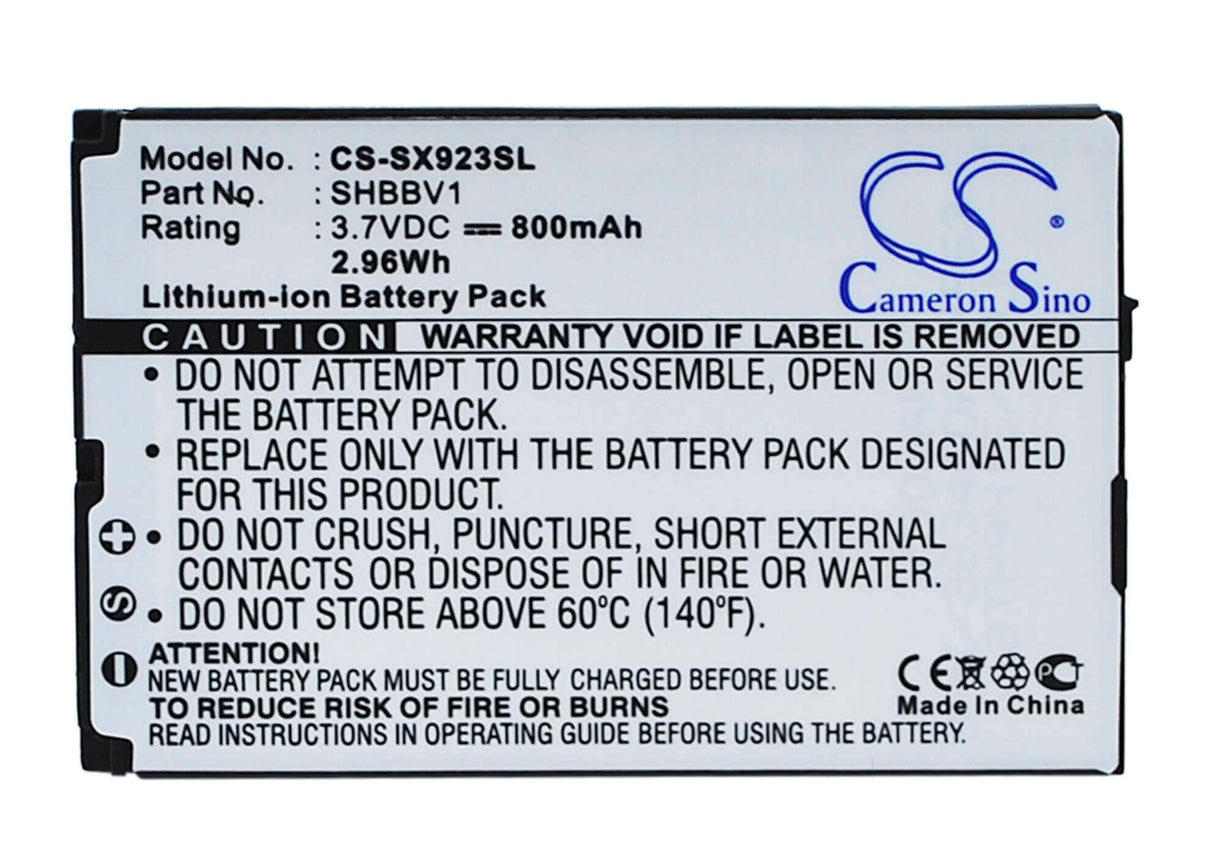 Model No. : CS-SX923SL
Part No. : SHBBV1
Rating : 3.7VDC ⎓ 800mAh
2.96Wh
Lithium-ion Battery Pack
Cameron Sino ®
CAUTION WARRANTY VOID IF LABEL IS REMOVED
• DO NOT ATTEMPT TO DISASSEMBLE, OPEN OR SERVICE
THE BATTERY PACK.
• REPLACE ONLY WITH THE BATTERY PACK DESIGNATED
FOR THIS PRODUCT.
• DO NOT CRUSH, PUNCTURE, SHORT EXTERNAL
CONTACTS OR DISPOSE OF IN FIRE OR WATER.
• DO NOT STORE ABOVE 60°C (140°F).
+
S
−
ATTENTION!
NEW BATTERY PACK MUST BE FULLY CHARGED BEFORE USE.
TO REDUCE RISK OF FIRE OR BURNS
READ INSTRUCTIONS IN OPERATING GUIDE BEFORE USING BATTERY.
CE PCT
Made In China